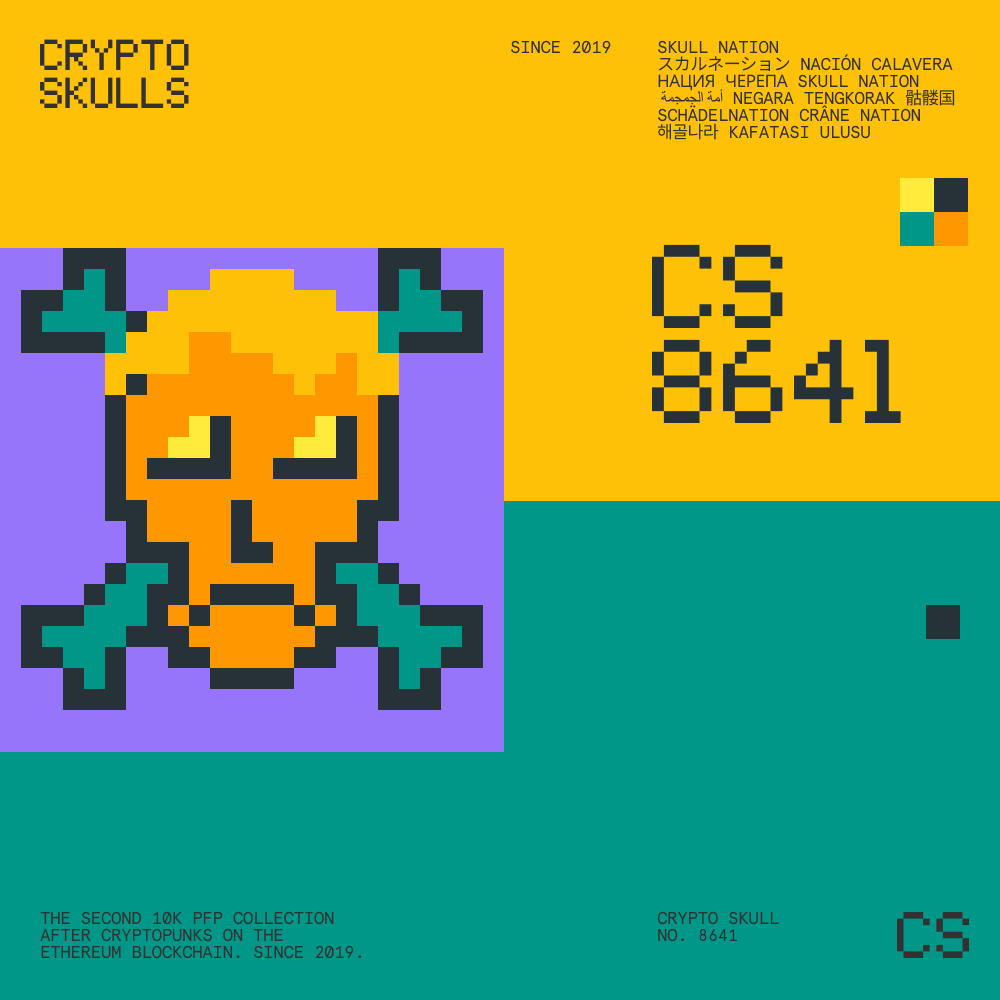 CRYPTO
SKULLS
SINCE 2019
SKULL NATION
スカルネーション NACIÓN CALAVERA
НАЦИЯ ЧЕРЕПА SKULL NATION
أمة الجمجمة NEGARA TENGKORAK 骷髅国
SCHÄDELNATION CRÂNE NATION
해골나라 KAFATASI ULUSU
CS
8641
THE SECOND 10K PFP COLLECTION
AFTER CRYPTOPUNKS ON THE
ETHEREUM BLOCKCHAIN. SINCE 2019.
CRYPTO SKULL
NO. 8641
CS